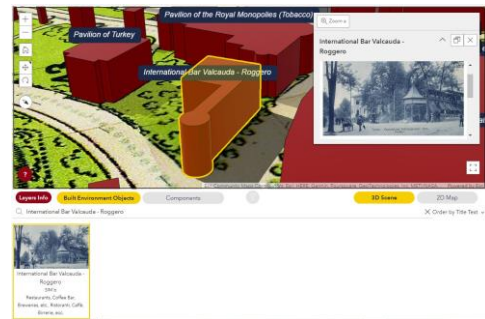 Pavilion of the Royal Monopolies (Tobacco)
Pavilion of Turkey
International Bar Valcauda - Roggero
Zoom a
International Bar Valcauda -
Roggero
?
Layers Info
Built Environment Objects
Components
3D Scene
2D Map
International Bar Valcauda - Roggero
Order by Title Text
International Bar Valcauda -
Roggero
Restaurants, Coffee Bar,
Breweries, etc. Ristoranti, Caffè,
Birrerie, ecc.